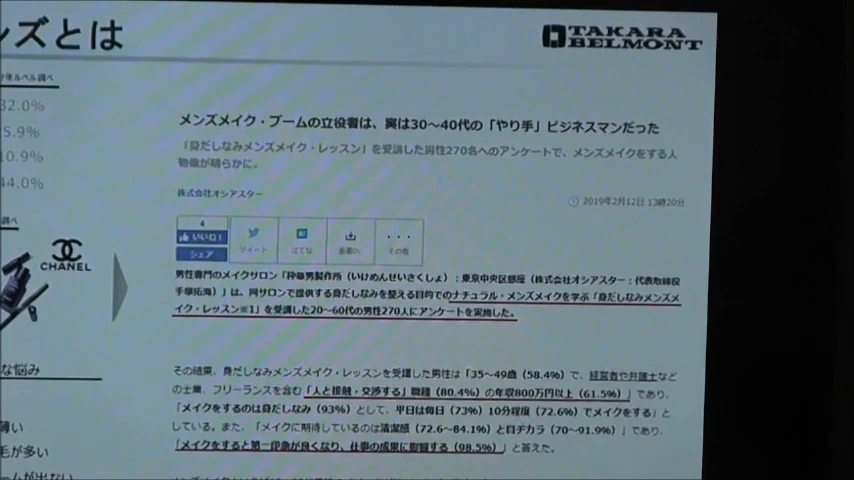 ンズとは
TAKARA
BELMONT
32.0%
5.9%
10.9%
44.0%
メンズメイク・ブームの立役者は、実は30〜40代の「やり手」ビジネスマンだった
「身だしなみメンズメイク・レッスン」を受講した男性270名へのアンケートで、メンズメイクをする人
物像が明らかに。
株式会社オシアスター
2019年2月12日 13時20分
4
いいね!
シェア
ツイート
はてな
画像DL
その他
CHANEL
男性専門のメイクサロン「粋華男製作所(いけめんせいさくしょ):東京中央区銀座(株式会社オシアスター:代表取締役
手塚拓海)」は、同サロンで提供する身だしなみを整える目的でのナチュラル・メンズメイクを学ぶ「身だしなみメンズメ
イク・レッスン※1」を受講した20〜60代の男性270人にアンケートを実施した。
な悩み
その結果、身だしなみメンズメイク・レッスンを受講した男性は「35〜49歳(58.4%)で、経営者や弁護士など
の士業、フリーランスを含む「人と接触・交渉する」職種(80.4%)の年収800万円以上(61.5%)」であり、
「メイクをするのは身だしなみ(93%)として、平日は毎日(73%)10分程度(72.6%)でメイクをする」と
している。また、「メイクに期待しているのは清潔感(72.6〜84.1%)と目ヂカラ(70〜91.9%)」であり、
「メイクをすると第一印象が良くなり、仕事の成果に影響する(98.5%)」と答えた。
薄い
毛が多い
ームが出ない